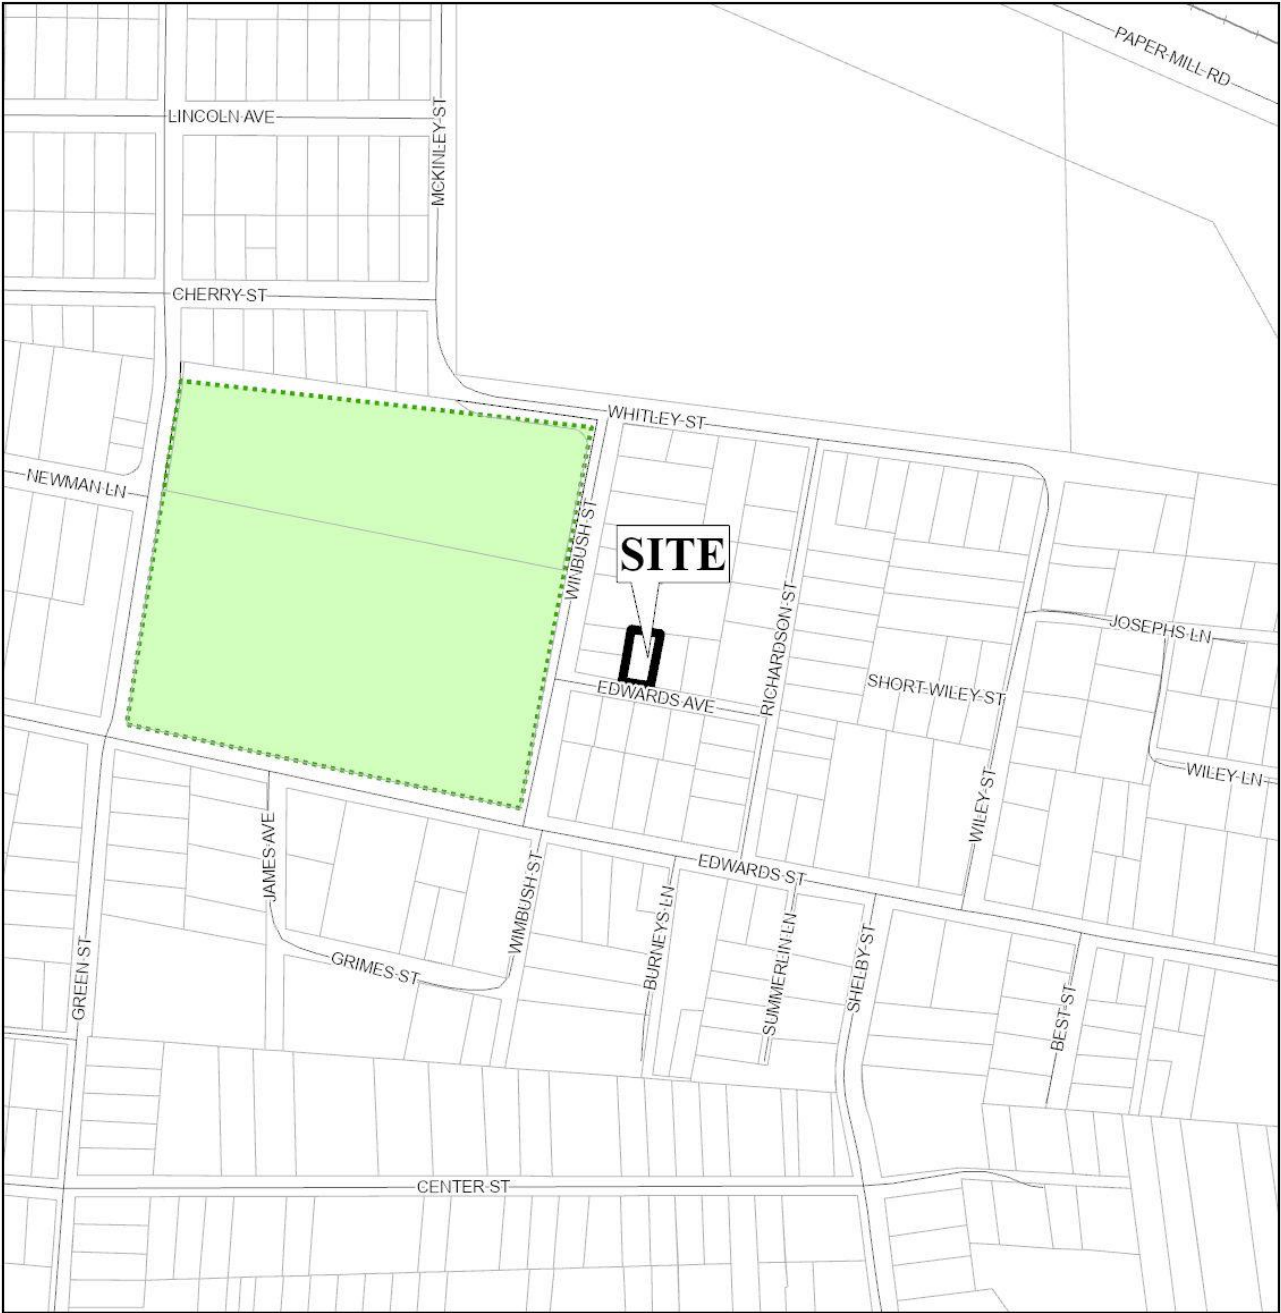 PAPER MILL RD
LINCOLN AVE
MCKINLEY ST
CHERRY ST
WHITLEY ST
NEWMAN LN
WINBUSH ST
SITE
RICHARDSON ST
JOSEPHS LN
SHORT WILEY ST
EDWARDS AVE
WILEY LN
WILEY ST
JAMES AVE
EDWARDS ST
WIMBUSH ST
BURNEYS LN
SUMMERLIN LN
SHELBY ST
GRIMES ST
GREEN ST
BEST ST
CENTER ST